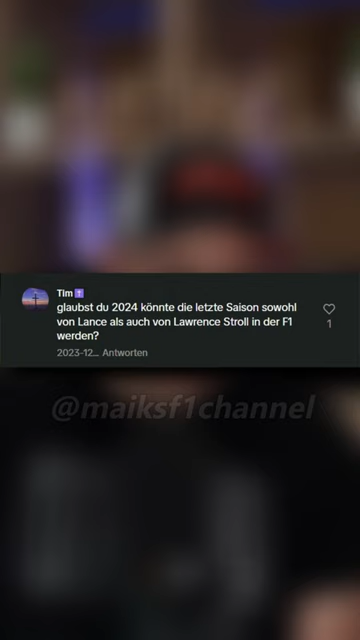 Tim✝️
glaubst du 2024 könnte die letzte Saison sowohl
von Lance als auch von Lawrence Stroll in der F1
werden?
1
2023-12... Antworten
@maiksf1channel